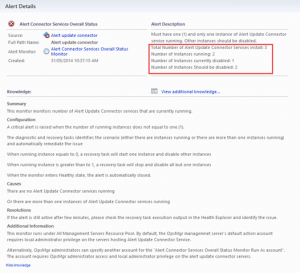 Alert Details
Alert Connector Services Overall Status
Alert Description
Source
Alert update connector
Full Path Name
Alert update connector
Alert Monitor
Alert Connector Services Overall Status Monitor
Created
Must have one (1) and only one instance of Alert Update Connector
service running. Other instances should be disabled.
Total Number of Alert Update Connector Services install: 3
Number of Instances running: 2
Number of Instances currently disabled: 1
Number of Instances Should be disabled: 2
Knowledge:
View additional knowledge...
Summary
This monitor monitors number of Alert Update Connector services that are currently running.
Configuration
A critical alert is raised when the number of running instances does not equal to one (1).
The diagnostic and recovery tasks identifies the scenario (either there are instances running or there are more than one instances running)
and automatically remediate the issue
When running instance equals to 0, a recovery task will start one instance and disable other instances
When running instance is greater than to 1, a recovery task will stop and disable all but one instances
When the monitor enters Healthy state, the alert is automatically closed.
Causes
There are no Alert Update Connector services running
Or there are more than one instances of Alert Update Connector services running.
Resolutions
If the alert is still active after few minutes, please check the recovery task execution output in the Health Explorer and identify the issue.
Additional Information
This monitor runs under All Management Servers Resource Pool. By default, the OpsMgr management server's default action account
requires local administrator privilege on the servers hosting Alert Update Connector Service.
Alternatively, OpsMgr administrators can specify another account for the "Alert Connector Services Overall Status Monitor Run As account".
The account requires OpsMgr administrator access and local administrator privilege on the alert update connector servers.
Hide knowledge